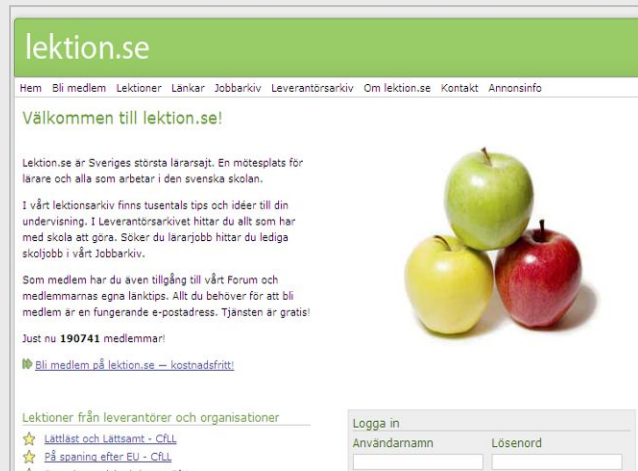 lektion.se
Hem Bli medlem Lektioner Länkar Jobbarkiv Leverantörsarkiv Om lektion.se Kontakt Annonsinfo
Välkommen till lektion.se!
Lektion.se är Sveriges största lärarsajt. En mötesplats för
lärare och alla som arbetar i den svenska skolan.
I vårt lektionsarkiv finns tusentals tips och idéer till din
undervisning. I Leverantörsarkivet hittar du allt som har
med skola att göra. Söker du lärarjobb hittar du lediga
skoljobb i vårt Jobbarkiv.
Som medlem har du även tillgång till vårt Forum och
medlemmarnas egna länktips. Allt du behöver för att bli
medlem är en fungerande e-postadress. Tjänsten är gratis!
Just nu 190741 medlemmar!
Bli medlem på lektion.se — kostnadsfritt!
Lektioner från leverantörer och organisationer
Lättläst och Lättsamt - CfLL
På spaning efter EU - CfLL
Logga in
Användarnamn Lösenord